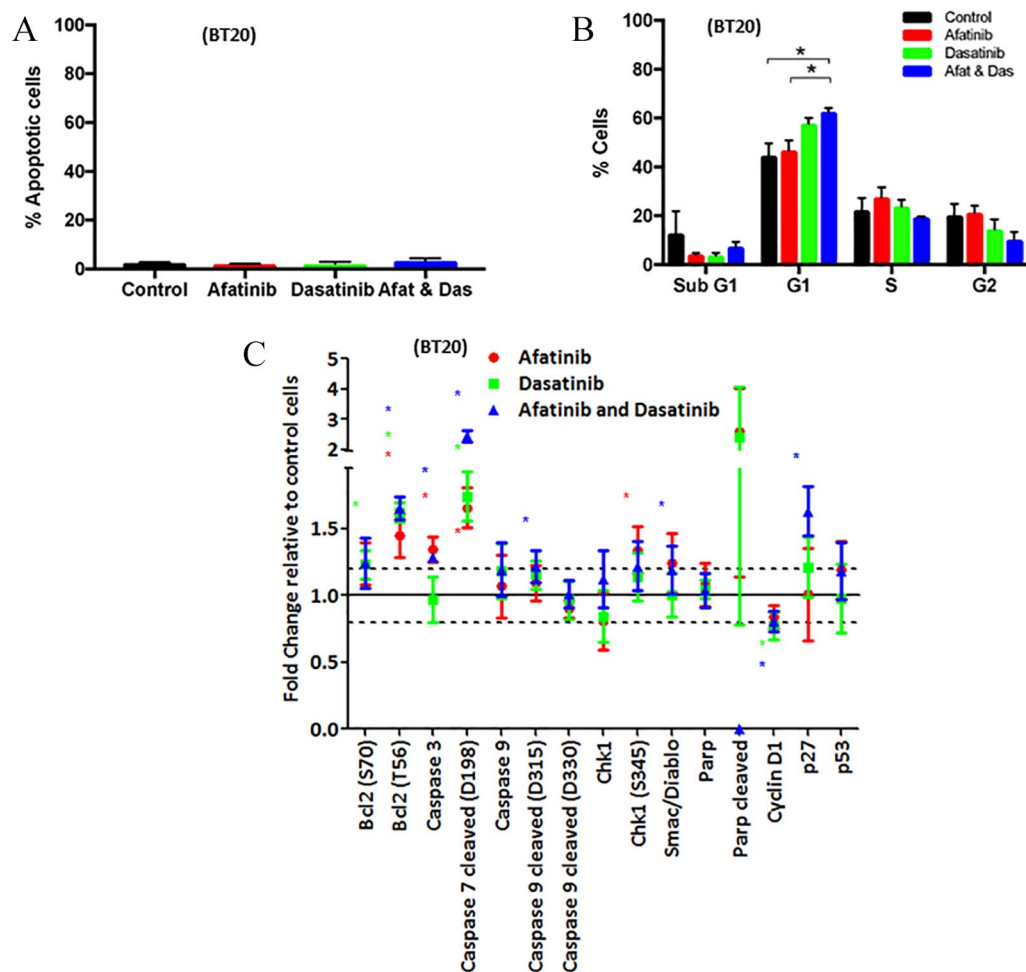 A
(BT20)
% Apoptotic cells
100
80
60
40
20
0
Control Afatinib Dasatinib Afat & Das
B
(BT20)
Control
Afatinib
Dasatinib
Afat & Das
% Cells
100
80
60
40
20
0
* 
*
Sub G1 G1 S G2
C
(BT20)
Afatinib
Dasatinib
Afatinib and Dasatinib
Fold Change relative to control cells
5
4
3
2
1.5
1.0
0.5
0.0
* * * * * * * * * * * * * * * *
Bcl2 (S70)
Bcl2 (T56)
Caspase 3
Caspase 7 cleaved (D198)
Caspase 9
Caspase 9 cleaved (D315)
Caspase 9 cleaved (D330)
Chk1
Chk1 (S345)
Smac/Diablo
Parp
Parp cleaved
Cyclin D1
p27
p53